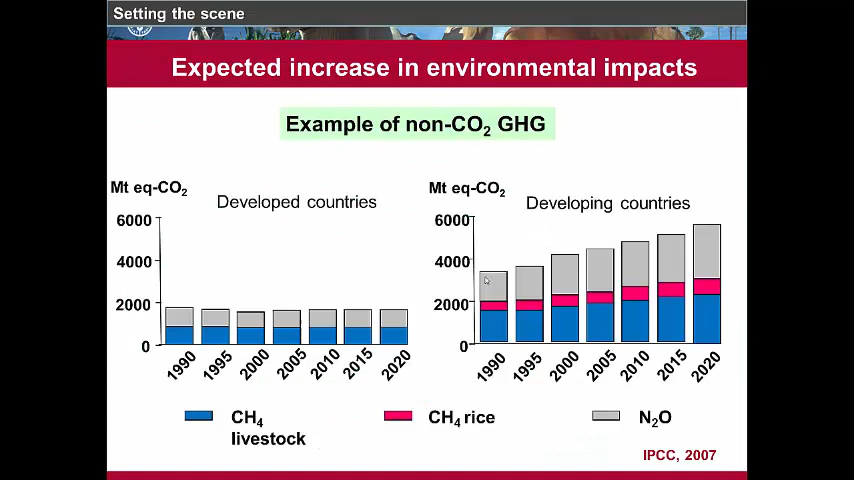 Setting the scene
Expected increase in environmental impacts
Example of non-CO₂ GHG
Mt eq-CO₂
Developed countries
6000
4000
2000
0
1990
1995
2000
2005
2010
2015
2020
Mt eq-CO₂
Developing countries
6000
4000
2000
0
1990
1995
2000
2005
2010
2015
2020
CH₄
livestock
CH₄ rice
N₂O
IPCC, 2007